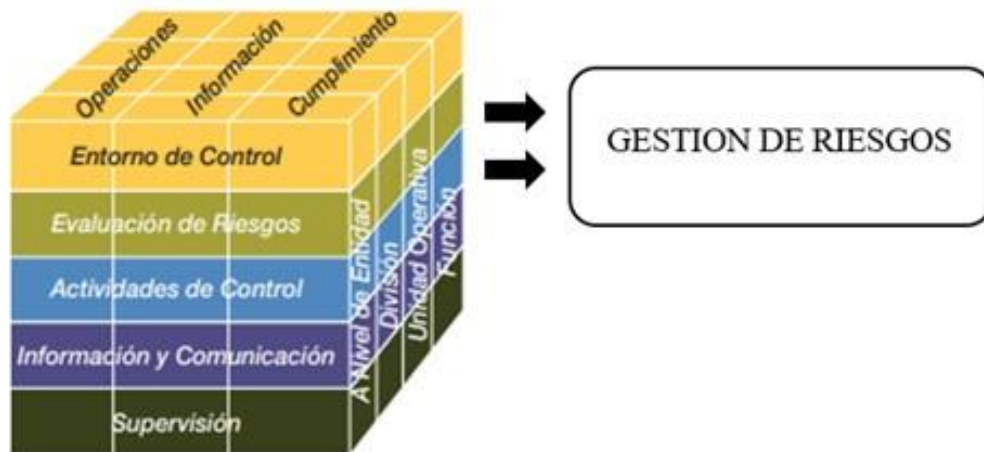 Operaciones
Información
Cumplimiento
Entorno de Control
Evaluación de Riesgos
Actividades de Control
Información y Comunicación
Supervisión
A Nivel de Entidad
División
Unidad Operativa
Función
GESTION DE RIESGOS